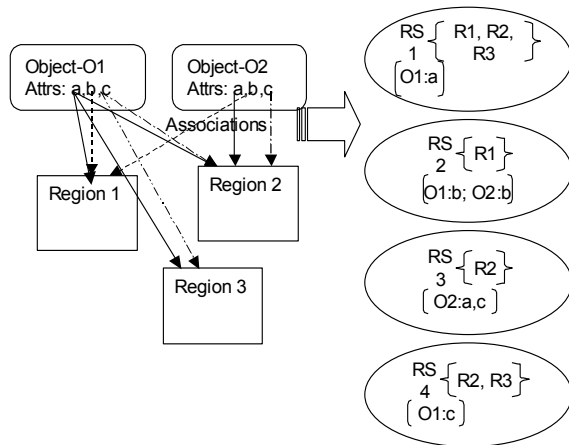 Object-O1
Attrs: a,b,c
Object-O2
Attrs: a,b,c
Associations
Region 1
Region 2
Region 3
RS
1
{ R1, R2,
R3 }
[O1:a]
RS
2
{R1}
[O1:b; O2:b]
RS
3
{R2}
[O2:a,c]
RS
4
{R2, R3}
[O1:c]